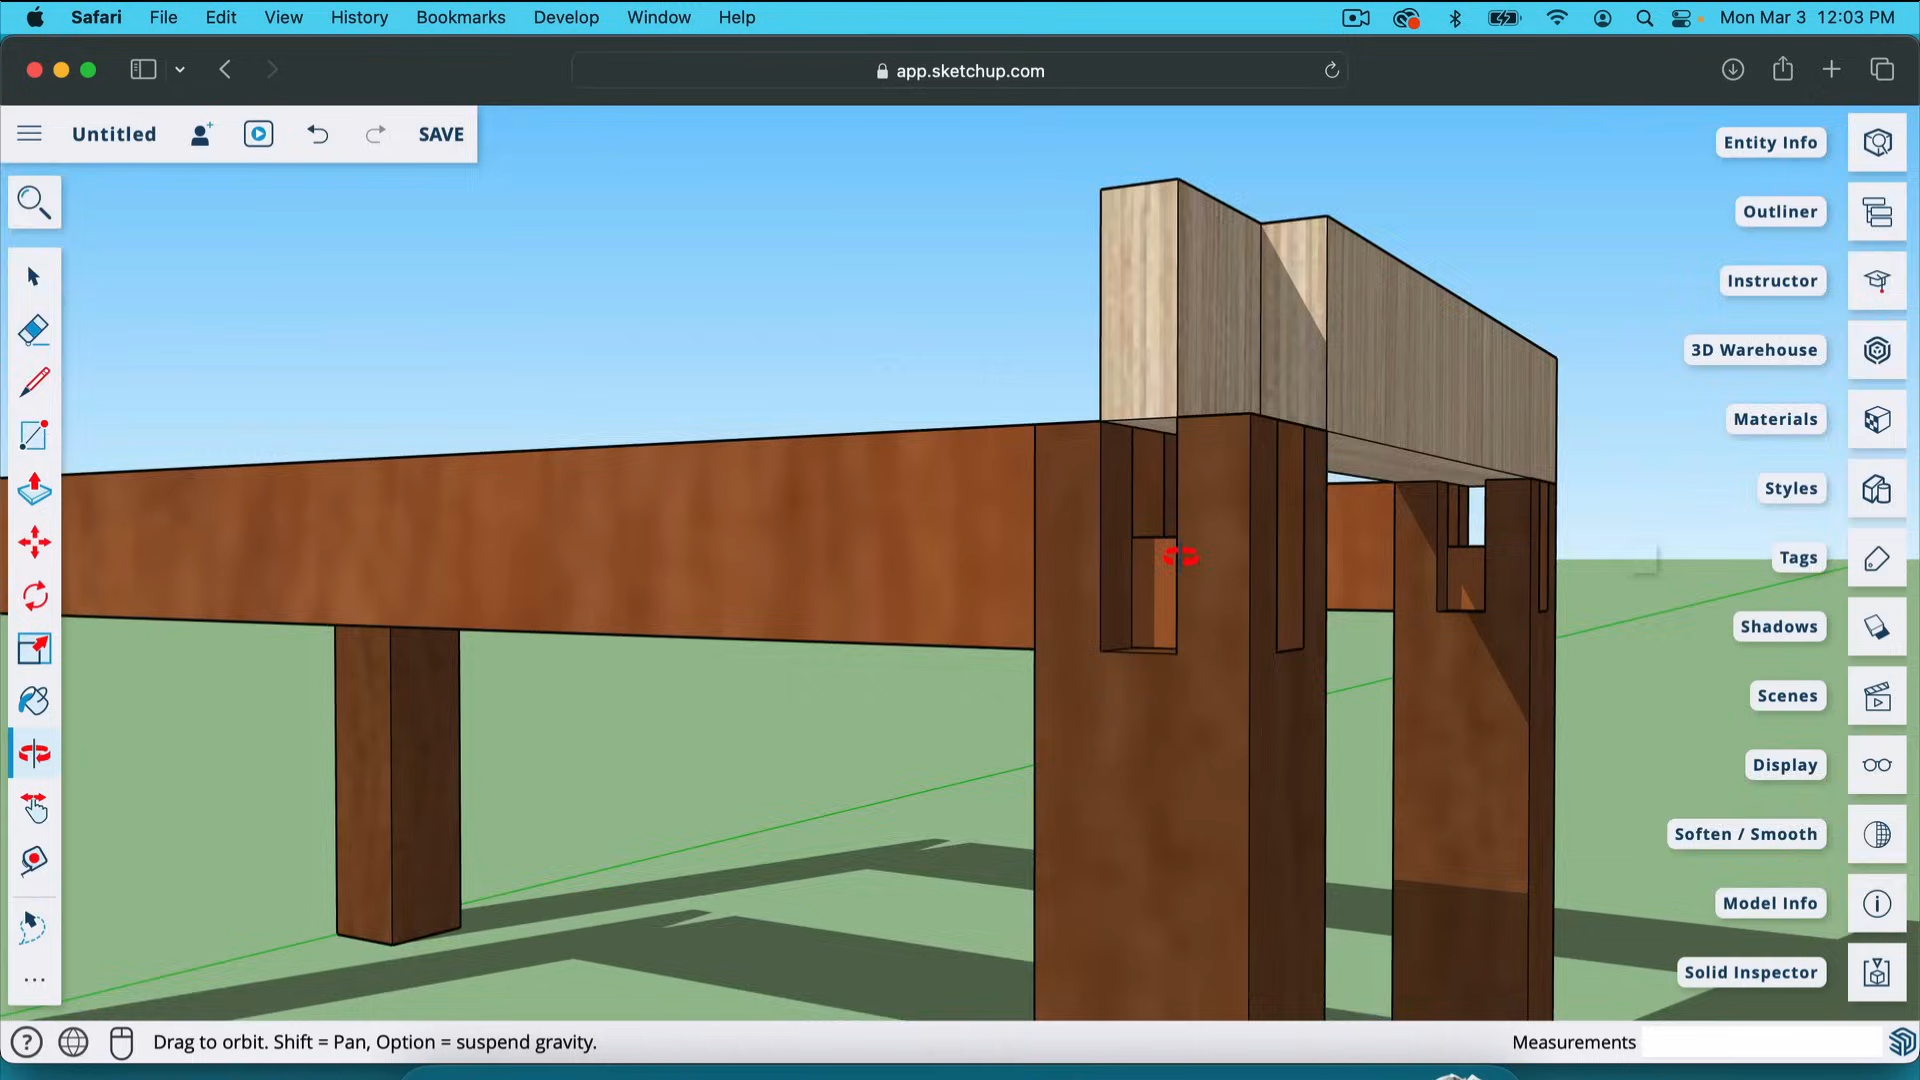 Safari File Edit View History Bookmarks Develop Window Help Mon Mar 3 12:03 PM
app.sketchup.com
Untitled SAVE
Entity Info
Outliner
Instructor
3D Warehouse
Materials
Styles
Tags
Shadows
Scenes
Display
Soften / Smooth
Model Info
Solid Inspector
Drag to orbit. Shift = Pan, Option = suspend gravity. Measurements